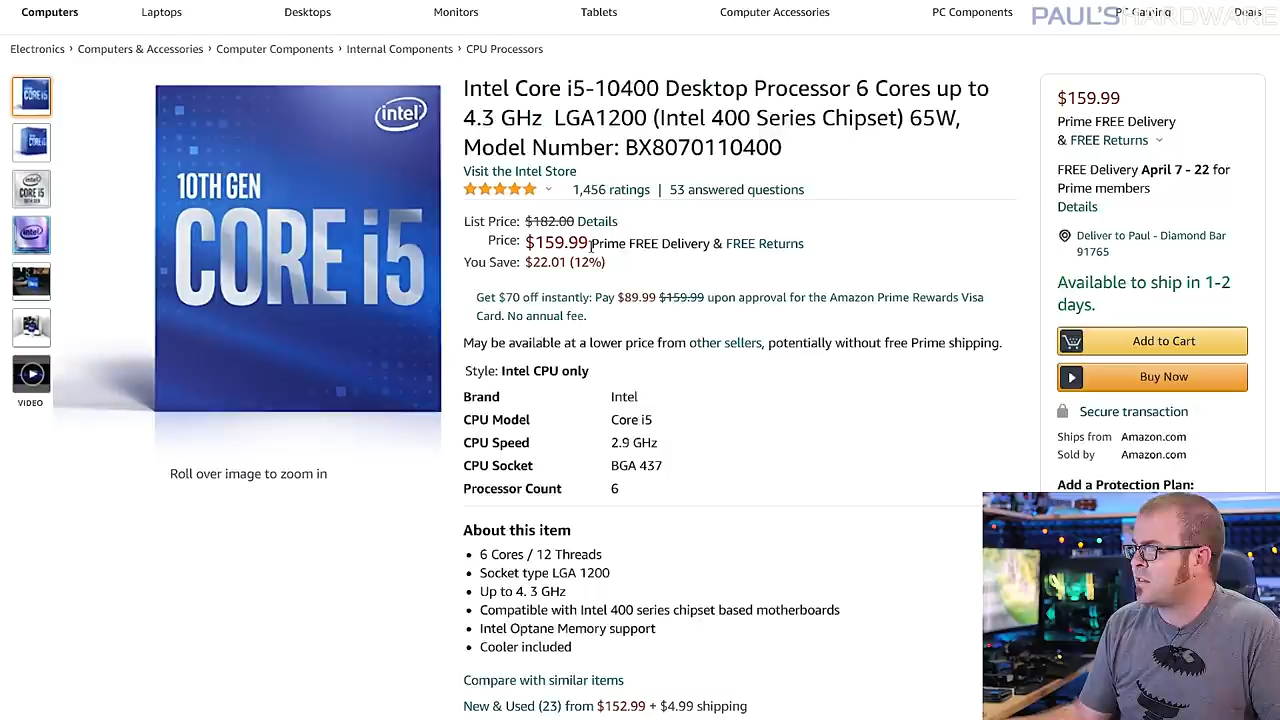 Computers
Laptops
Desktops
Monitors
Tablets
Computer Accessories
PC Components
PC Gaming
Deals
PAUL'SHARDWARE
Electronics › Computers & Accessories › Computer Components › Internal Components › CPU Processors
intel
10TH GEN
CORE i5
VIDEO
Roll over image to zoom in
Intel Core i5-10400 Desktop Processor 6 Cores up to
4.3 GHz LGA1200 (Intel 400 Series Chipset) 65W,
Model Number: BX8070110400
Visit the Intel Store
1,456 ratings | 53 answered questions
List Price: $182.00 Details
Price: $159.99 Prime FREE Delivery & FREE Returns
You Save: $22.01 (12%)
Get $70 off instantly: Pay $89.99 $159.99 upon approval for the Amazon Prime Rewards Visa
Card. No annual fee.
May be available at a lower price from other sellers, potentially without free Prime shipping.
Style: Intel CPU only
Brand Intel
CPU Model Core i5
CPU Speed 2.9 GHz
CPU Socket BGA 437
Processor Count 6
About this item
• 6 Cores / 12 Threads
• Socket type LGA 1200
• Up to 4. 3 GHz
• Compatible with Intel 400 series chipset based motherboards
• Intel Optane Memory support
• Cooler included
Compare with similar items
New & Used (23) from $152.99 + $4.99 shipping
$159.99
Prime FREE Delivery
& FREE Returns
FREE Delivery April 7 - 22 for
Prime members
Details
Deliver to Paul - Diamond Bar
91765
Available to ship in 1-2
days.
Add to Cart
Buy Now
Secure transaction
Ships from Amazon.com
Sold by Amazon.com
Add a Protection Plan: